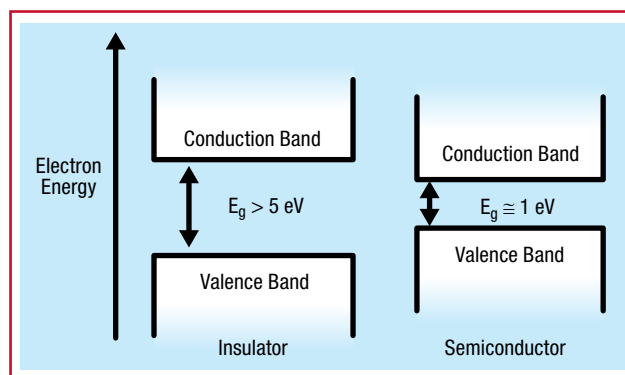 Electron
Energy
Conduction Band
E_g > 5 eV
Valence Band
Insulator
Conduction Band
E_g ≅ 1 eV
Valence Band
Semiconductor